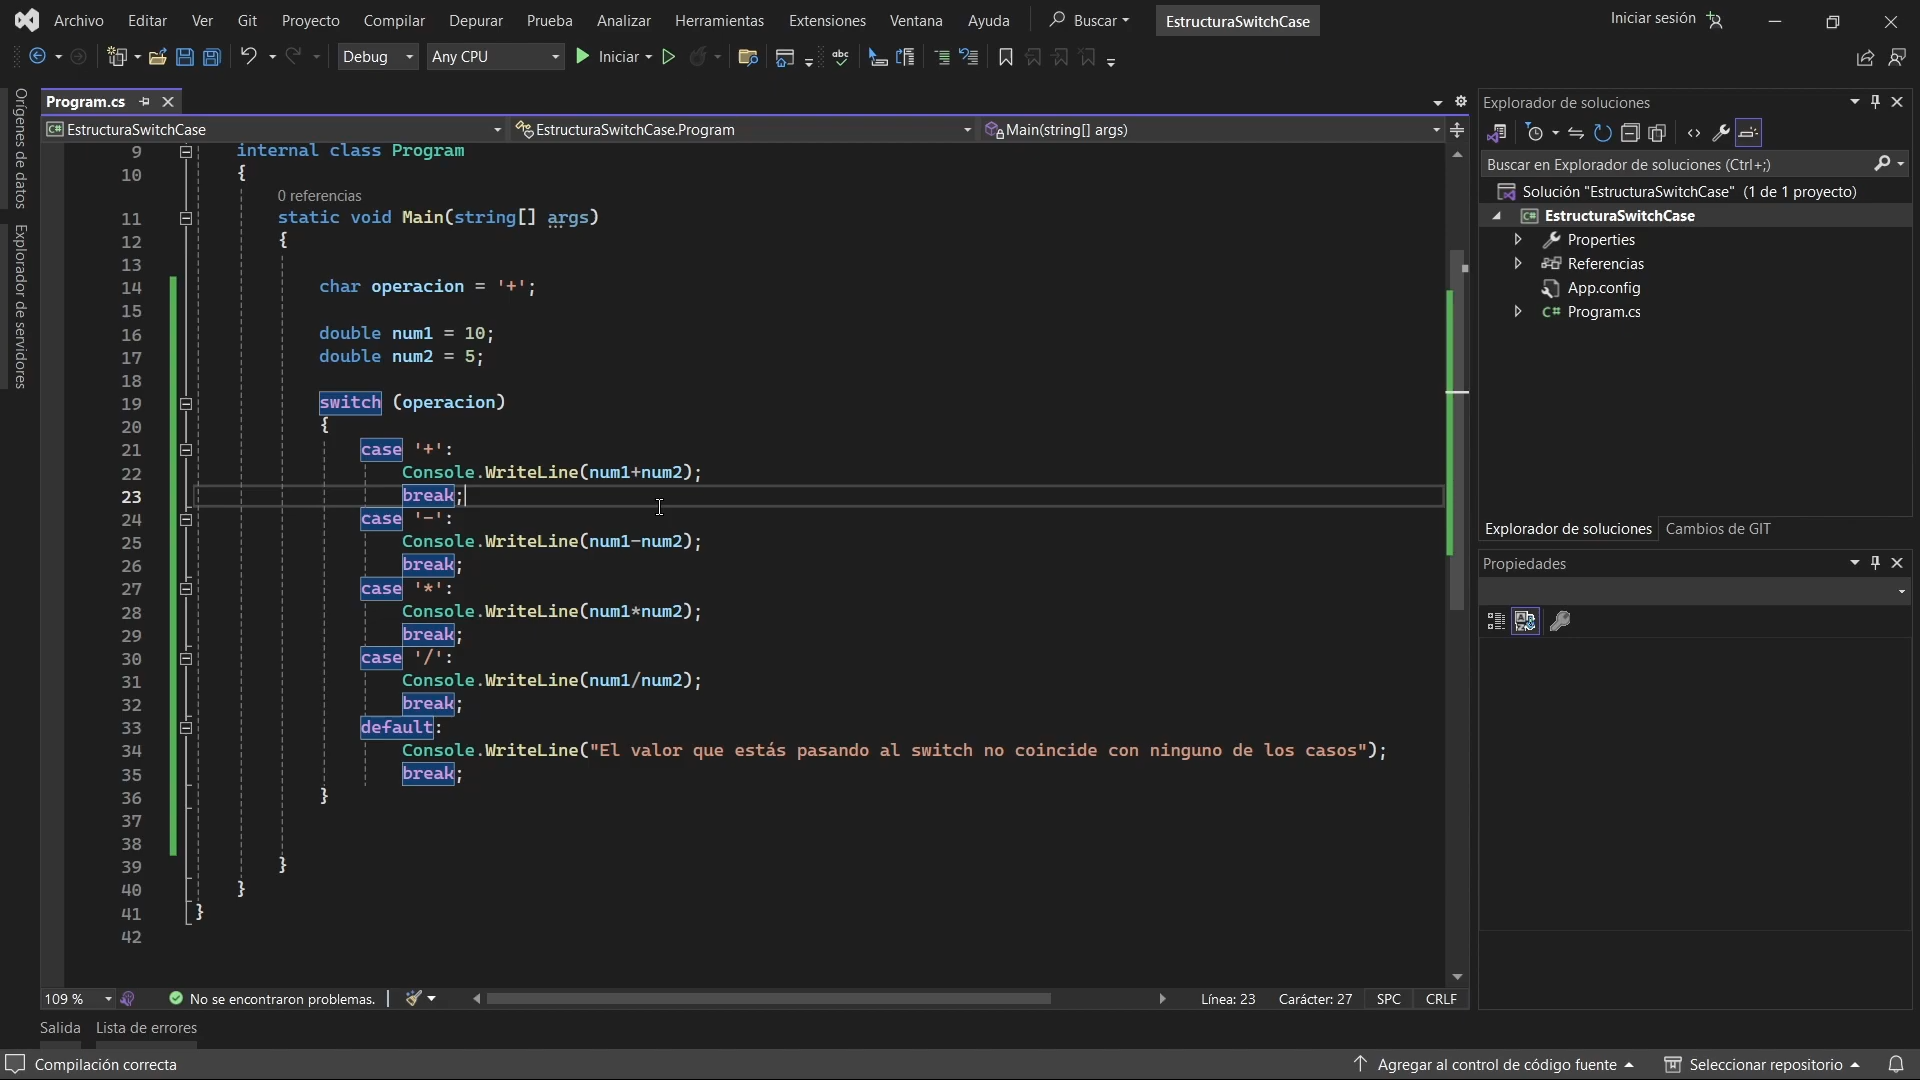 Archivo Editar Ver Git Proyecto Compilar Depurar Prueba Analizar Herramientas Extensiones Ventana Ayuda Buscar EstructuraSwitchCase Iniciar sesión
Debug Any CPU Iniciar abc
Orígenes de datos
Explorador de servidores
Program.cs
C# EstructuraSwitchCase EstructuraSwitchCase.Program Main(string[] args)
9 internal class Program
10 {
0 referencias
11 static void Main(string[] args)
12 {
13
14 char operacion = '+';
15
16 double num1 = 10;
17 double num2 = 5;
18
19 switch (operacion)
20 {
21 case '+':
22 Console.WriteLine(num1+num2);
23 break;
24 case '-':
25 Console.WriteLine(num1-num2);
26 break;
27 case '*':
28 Console.WriteLine(num1*num2);
29 break;
30 case '/':
31 Console.WriteLine(num1/num2);
32 break;
33 default:
34 Console.WriteLine("El valor que estás pasando al switch no coincide con ninguno de los casos");
35 break;
36 }
37
38
39 }
40 }
41 }
42
109 % No se encontraron problemas. Línea: 23 Carácter: 27 SPC CRLF
Salida Lista de errores
Explorador de soluciones
Buscar en Explorador de soluciones (Ctrl+;)
Solución "EstructuraSwitchCase" (1 de 1 proyecto)
C# EstructuraSwitchCase
Properties
Referencias
App.config
C# Program.cs
Explorador de soluciones Cambios de GIT
Propiedades
Compilación correcta Agregar al control de código fuente Seleccionar repositorio